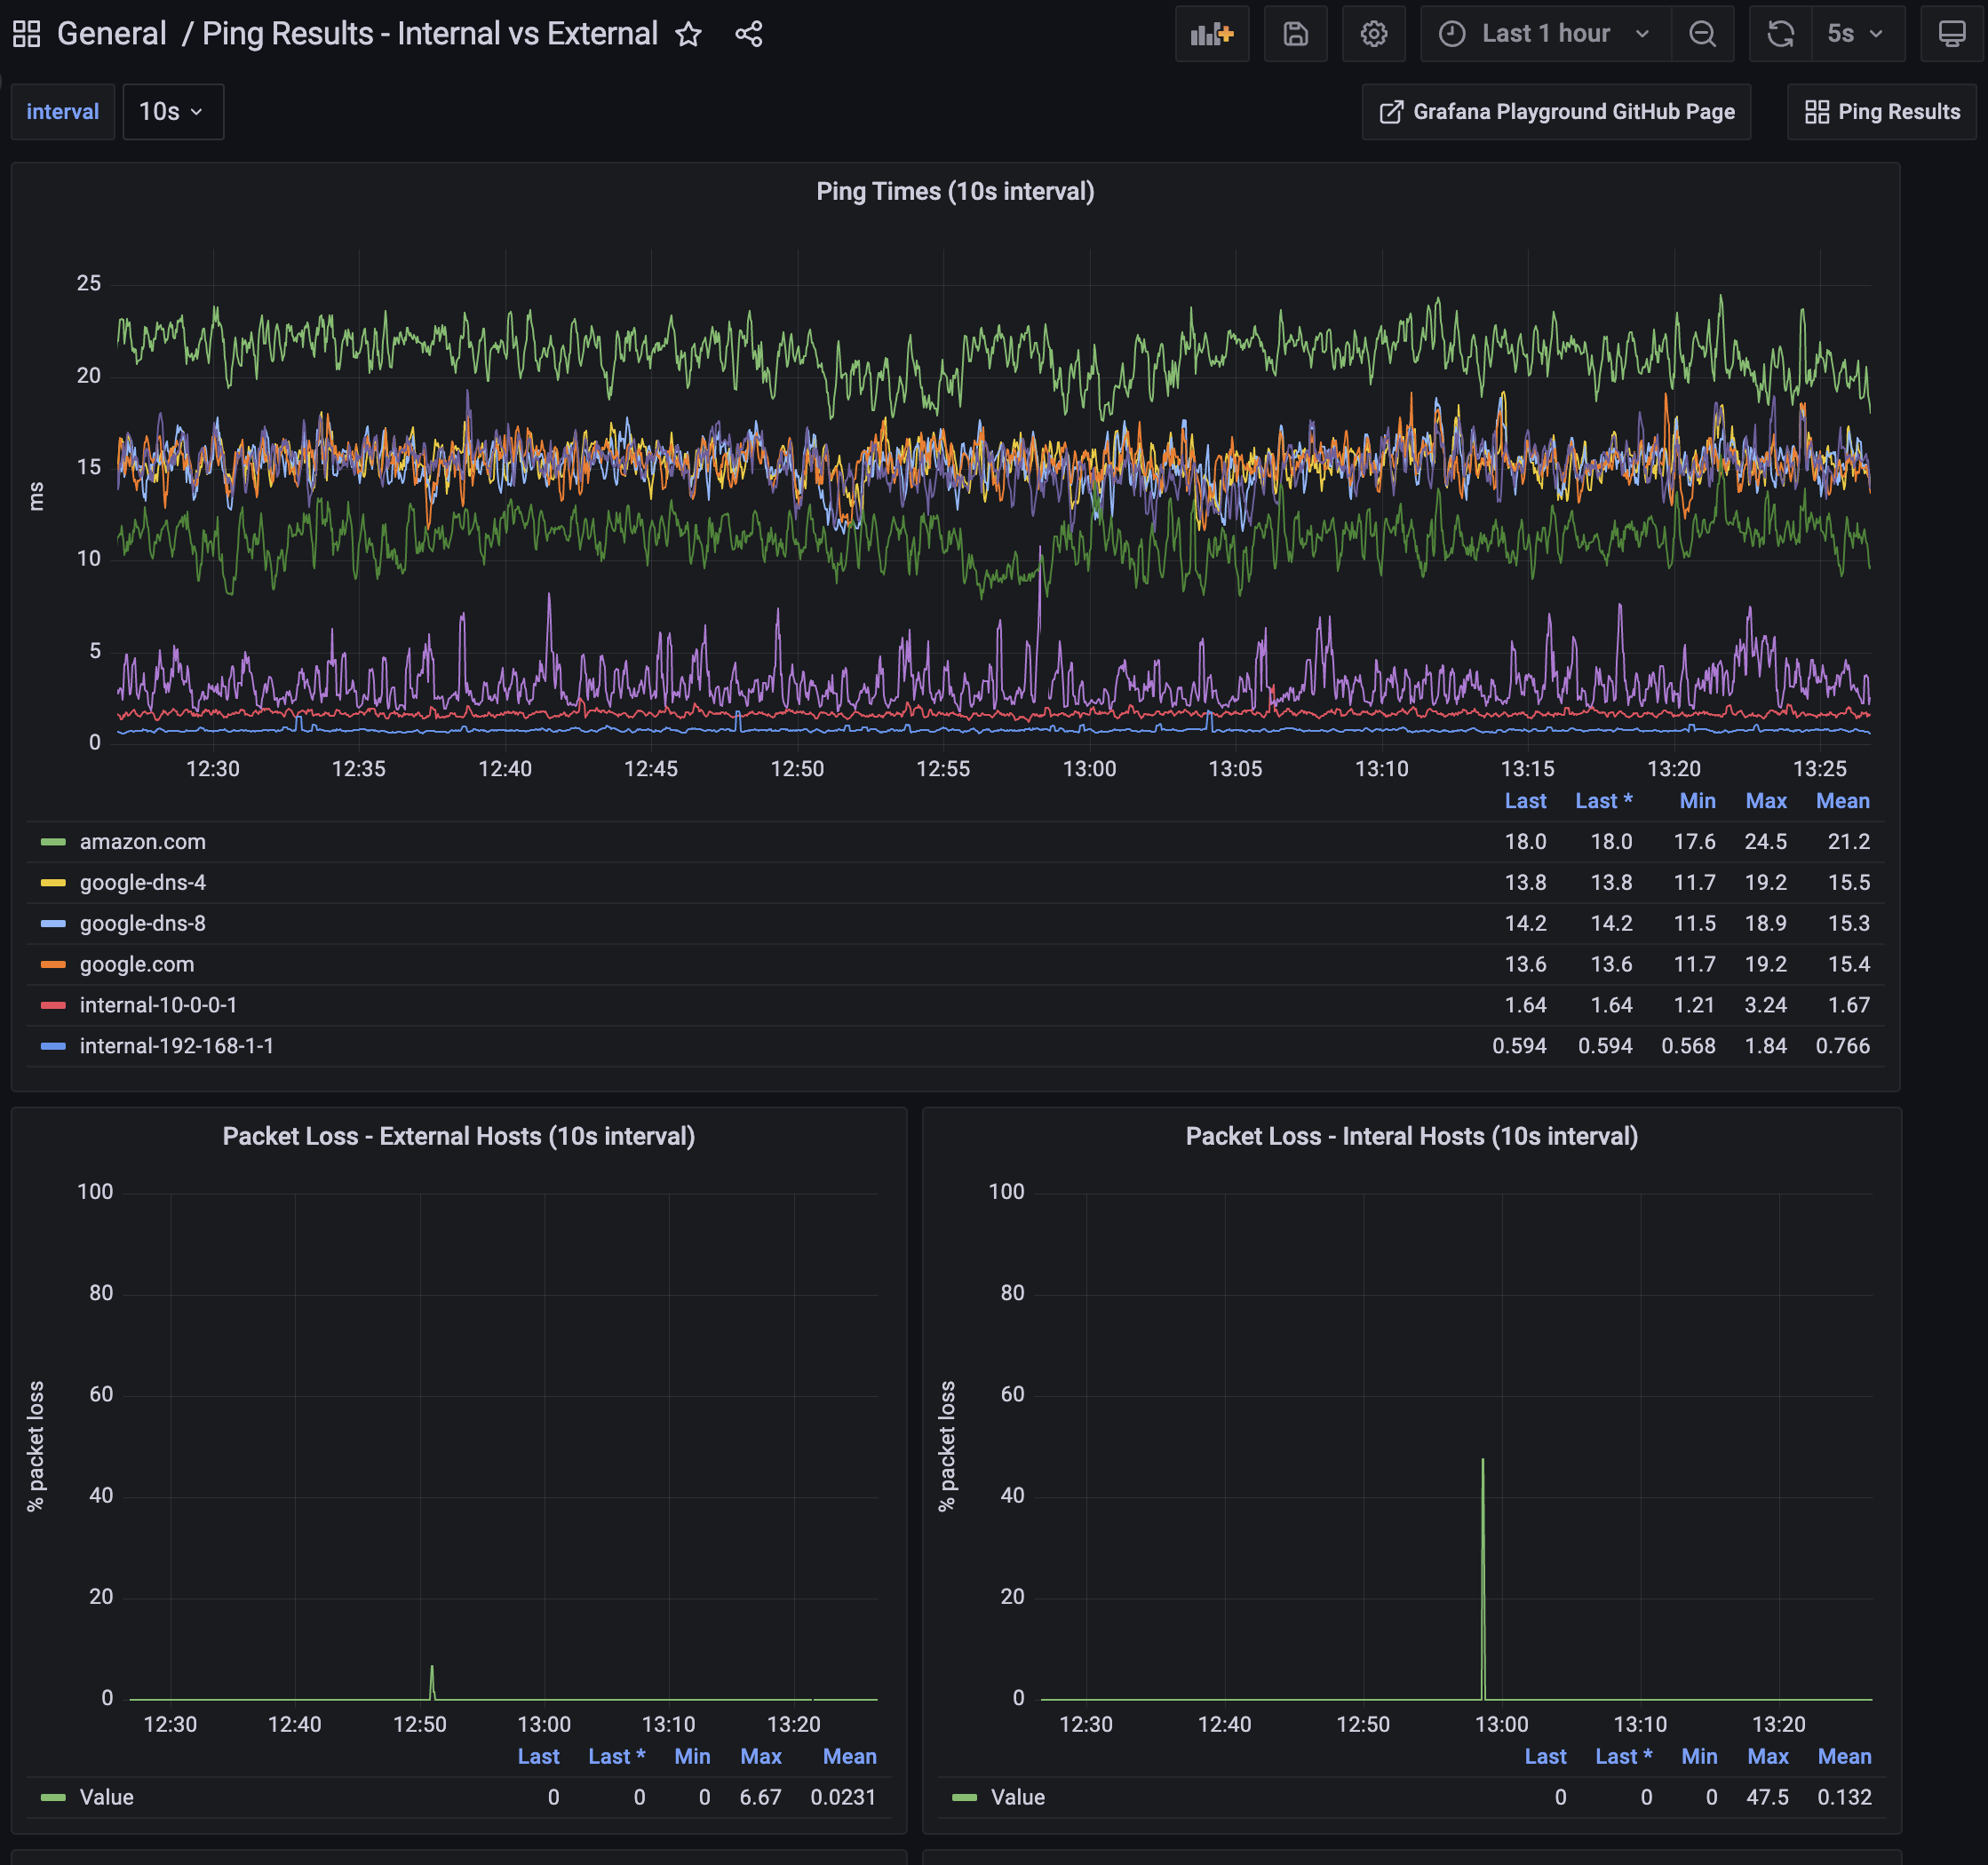 General / Ping Results - Internal vs External
Last 1 hour
5s
interval
10s
Grafana Playground GitHub Page
Ping Results
Ping Times (10s interval)
25
20
15
10
5
0
ms
12:30 12:35 12:40 12:45 12:50 12:55 13:00 13:05 13:10 13:15 13:20 13:25
Last Last * Min Max Mean
amazon.com 18.0 18.0 17.6 24.5 21.2
google-dns-4 13.8 13.8 11.7 19.2 15.5
google-dns-8 14.2 14.2 11.5 18.9 15.3
google.com 13.6 13.6 11.7 19.2 15.4
internal-10-0-0-1 1.64 1.64 1.21 3.24 1.67
internal-192-168-1-1 0.594 0.594 0.568 1.84 0.766
Packet Loss - External Hosts (10s interval)
100
80
60
40
20
0
% packet loss
12:30 12:40 12:50 13:00 13:10 13:20
Last Last * Min Max Mean
Value 0 0 0 6.67 0.0231
Packet Loss - Interal Hosts (10s interval)
100
80
60
40
20
0
% packet loss
12:30 12:40 12:50 13:00 13:10 13:20
Last Last * Min Max Mean
Value 0 0 0 47.5 0.132